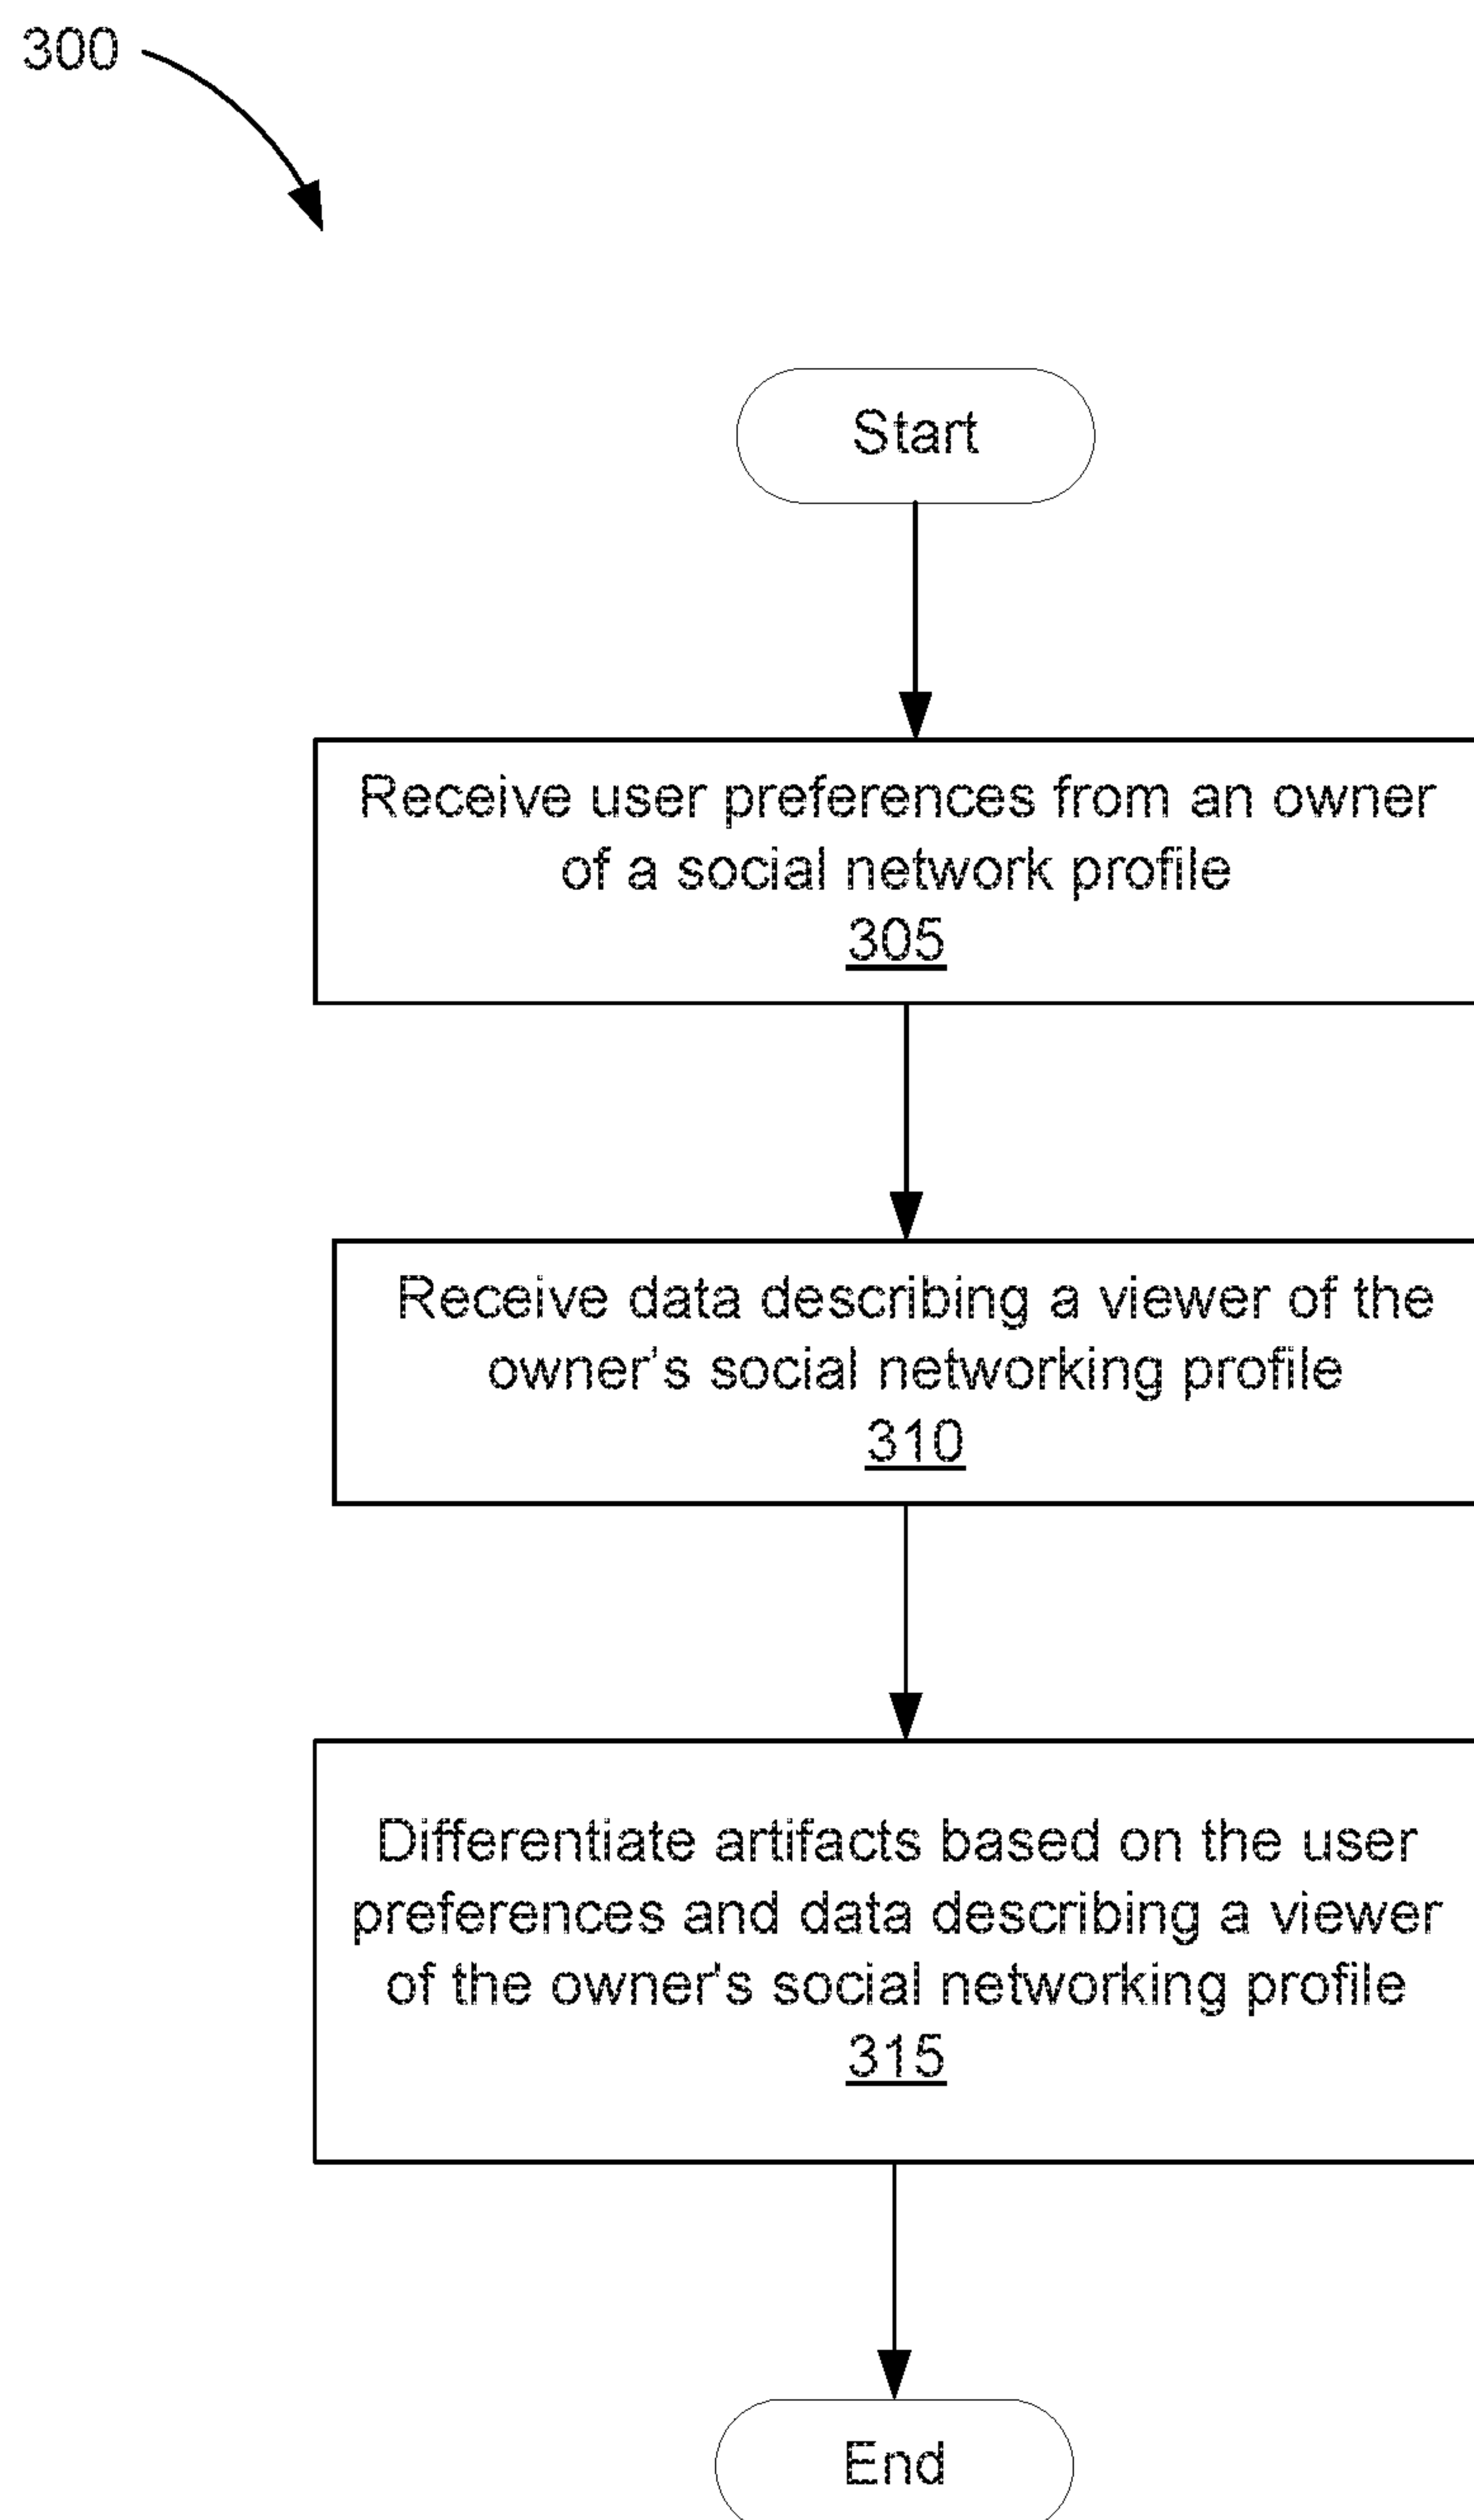 300
Start
Receive user preferences from an owner
of a social network profile
305
Receive data describing a viewer of the
owner's social networking profile
310
Differentiate artifacts based on the user
preferences and data describing a viewer
of the owner's social networking profile
315
End